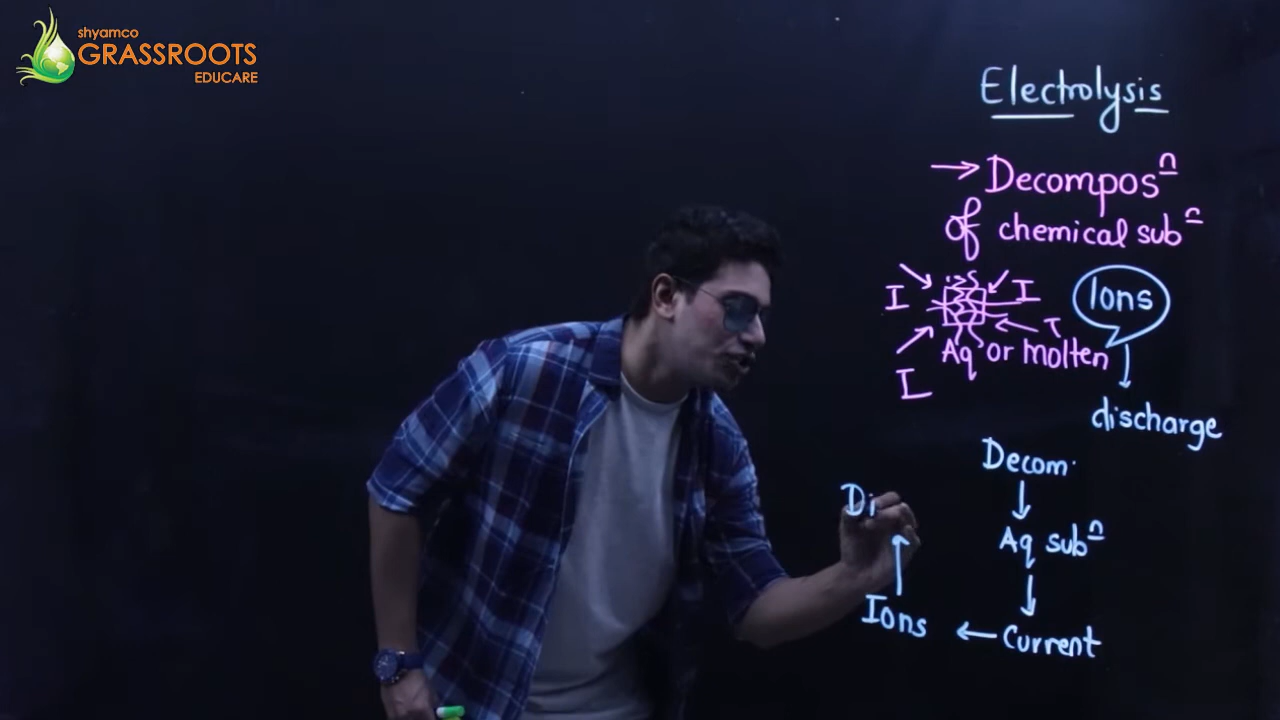 shyamco
GRASSROOTS
EDUCARE
Electrolysis
→ Decomposⁿ
of chemical subⁿ
I I
Ions
I
Aq or Molten
↓
discharge
Decom.
↓
Aq subⁿ
↓
Current
←
Ions
↑
Di